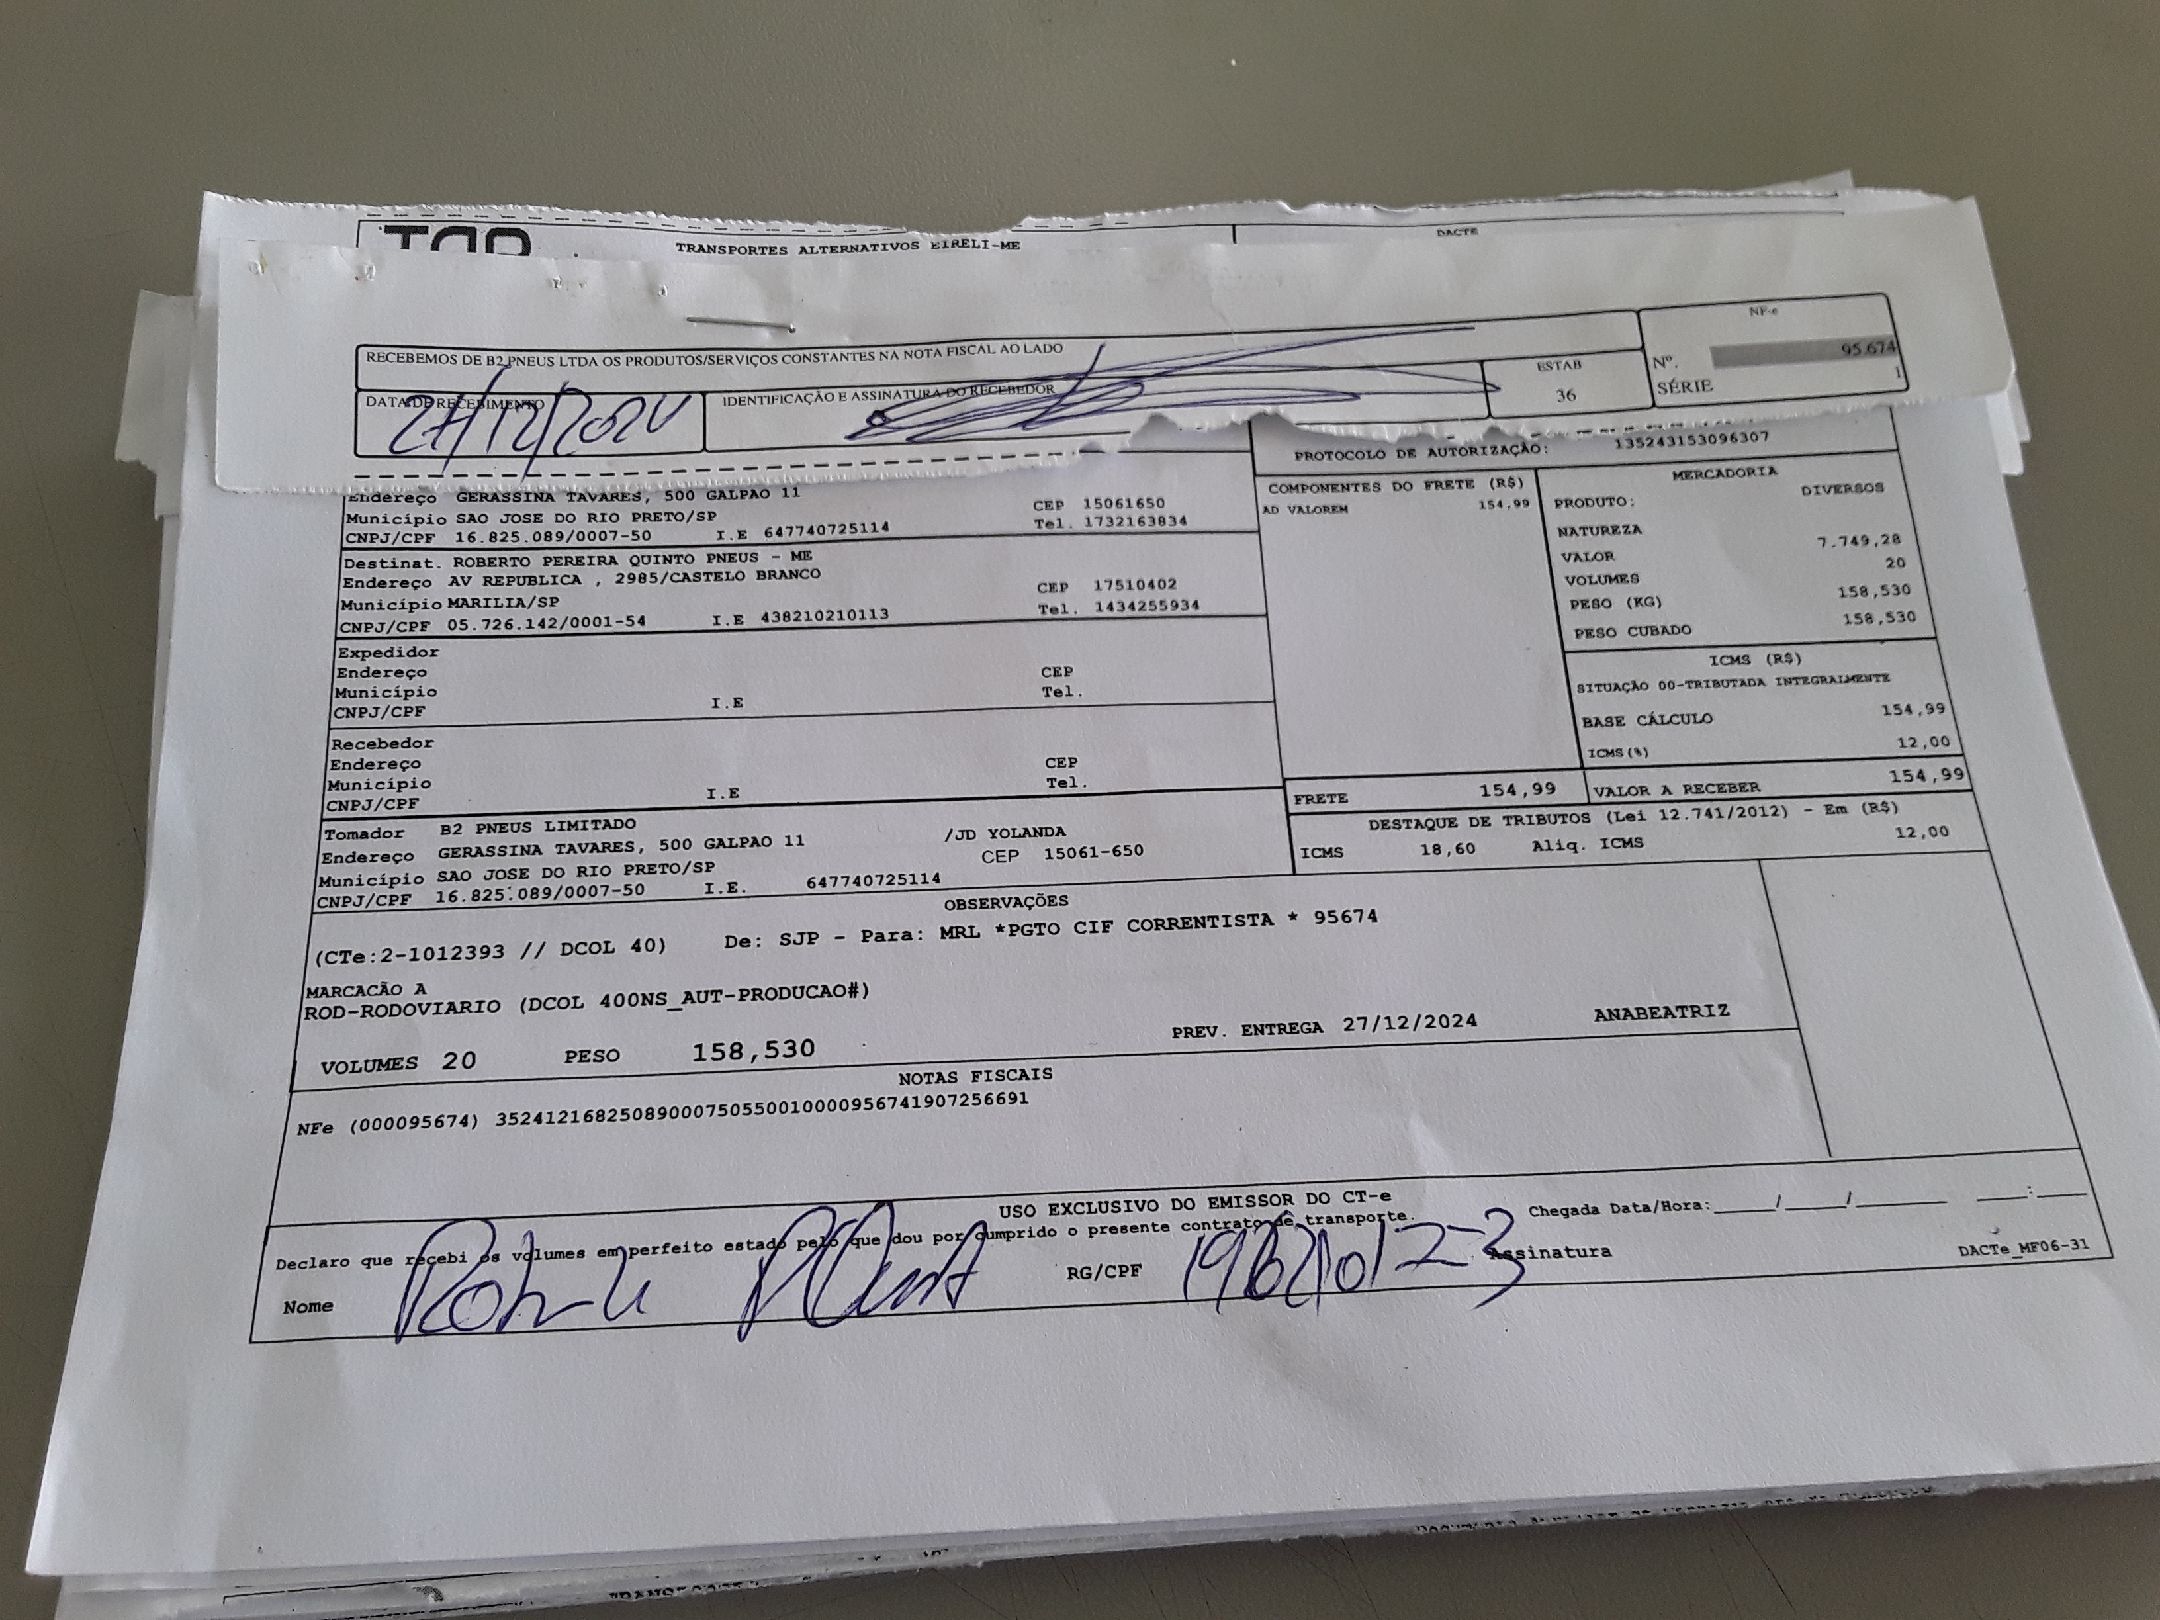 TRANSPORTES ALTERNATIVOS EIRELI-ME
DACTE
RECEBEMOS DE B2 PNEUS LTDA OS PRODUTOS/SERVIÇOS CONSTANTES NA NOTA FISCAL AO LADO
DATA DE RECEBIMENTO
27/12/2024
IDENTIFICAÇÃO E ASSINATURA DO RECEBEDOR
ESTAB
36
NF-e
Nº. 95.674
SÉRIE 1
PROTOCOLO DE AUTORIZAÇÃO: 135243153096307
Endereço GERASSINA TAVARES, 500 GALPAO 11 CEP 15061650
Município SAO JOSE DO RIO PRETO/SP Tel. 1732163834
CNPJ/CPF 16.825.089/0007-50 I.E 647740725114
Destinat. ROBERTO PEREIRA QUINTO PNEUS - ME
Endereço AV REPUBLICA , 2985/CASTELO BRANCO CEP 17510402
Município MARILIA/SP Tel. 1434255934
CNPJ/CPF 05.726.142/0001-54 I.E 438210210113
Expedidor
Endereço CEP
Município Tel.
CNPJ/CPF I.E
Recebedor
Endereço CEP
Município Tel.
CNPJ/CPF I.E
Tomador B2 PNEUS LIMITADO
Endereço GERASSINA TAVARES, 500 GALPAO 11 /JD YOLANDA
Município SAO JOSE DO RIO PRETO/SP CEP 15061-650
CNPJ/CPF 16.825.089/0007-50 I.E. 647740725114
COMPONENTES DO FRETE (R$)
AD VALOREM 154,99
MERCADORIA
PRODUTO: DIVERSOS
NATUREZA
VALOR 7.749,28
VOLUMES 20
PESO (KG) 158,530
PESO CUBADO 158,530
ICMS (R$)
SITUAÇÃO 00-TRIBUTADA INTEGRALMENTE
BASE CÁLCULO 154,99
ICMS(%) 12,00
FRETE 154,99
VALOR A RECEBER 154,99
DESTAQUE DE TRIBUTOS (Lei 12.741/2012) - Em (R$)
ICMS 18,60 Aliq. ICMS 12,00
OBSERVAÇÕES
(CTe:2-1012393 // DCOL 40) De: SJP - Para: MRL *PGTO CIF CORRENTISTA * 95674
MARCACÃO A
ROD-RODOVIARIO (DCOL 400NS_AUT-PRODUCAO#)
VOLUMES 20 PESO 158,530 PREV. ENTREGA 27/12/2024 ANABEATRIZ
NOTAS FISCAIS
NFe (000095674) 35241216825089000750550010000956741907256691
USO EXCLUSIVO DO EMISSOR DO CT-e
Declaro que recebi os volumes em perfeito estado pelo que dou por cumprido o presente contrato de transporte.
Chegada Data/Hora:_____/_____/_______ ____:____
Nome RG/CPF Assinatura
DACTe_MF06-31